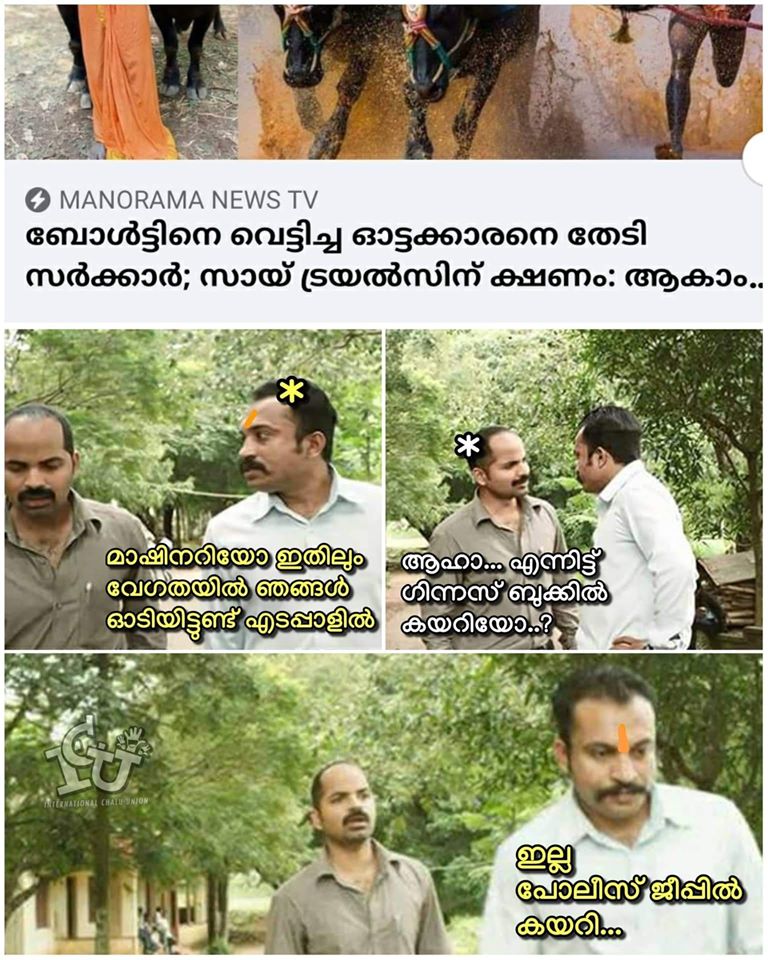 MANORAMA NEWS TV
ബോൾട്ടിനെ വെട്ടിച്ച ഓട്ടക്കാരനെ തേടി
സർക്കാർ; സായ് ട്രയൽസിന് ക്ഷണം: ആകാം..
മാഷിനറിയോ ഇതിലും
വേഗതയിൽ ഞങ്ങൾ
ഓടിയിട്ടുണ്ട് എടപ്പാളിൽ
ആഹാ... എന്നിട്ട്
ഗിന്നസ് ബുക്കിൽ
കയറിയോ..?
ICU
INTERNATIONAL CHALU UNION
ഇല്ല
പോലീസ് ജീപ്പിൽ
കയറി...